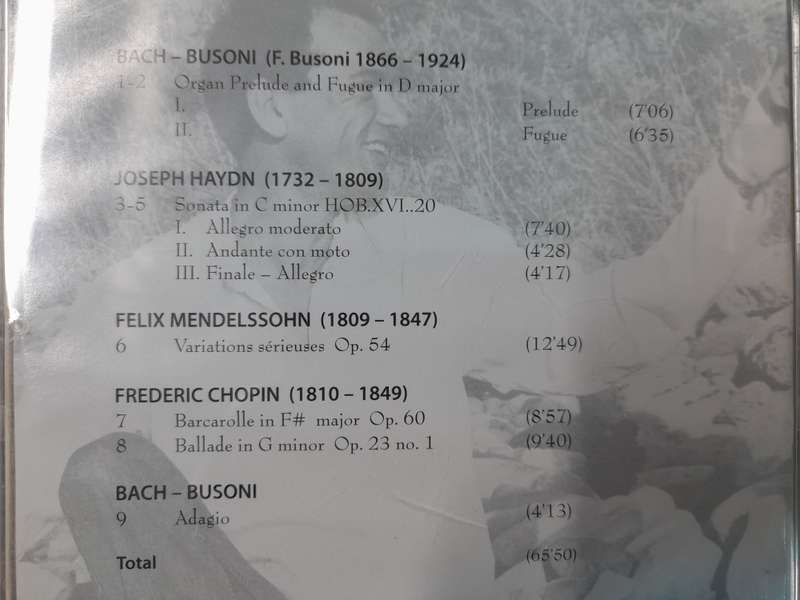 BACH – BUSONI (F. Busoni 1866 – 1924)
1-2 Organ Prelude and Fugue in D major
I. Prelude (7'06)
II. Fugue (6'35)
JOSEPH HAYDN (1732 – 1809)
3-5 Sonata in C minor HOB.XVI..20
I. Allegro moderato (7'40)
II. Andante con moto (4'28)
III. Finale – Allegro (4'17)
FELIX MENDELSSOHN (1809 – 1847)
6 Variations sérieuses Op. 54 (12'49)
FREDERIC CHOPIN (1810 – 1849)
7 Barcarolle in F# major Op. 60 (8'57)
8 Ballade in G minor Op. 23 no. 1 (9'40)
BACH – BUSONI
9 Adagio (4'13)
Total (65'50)